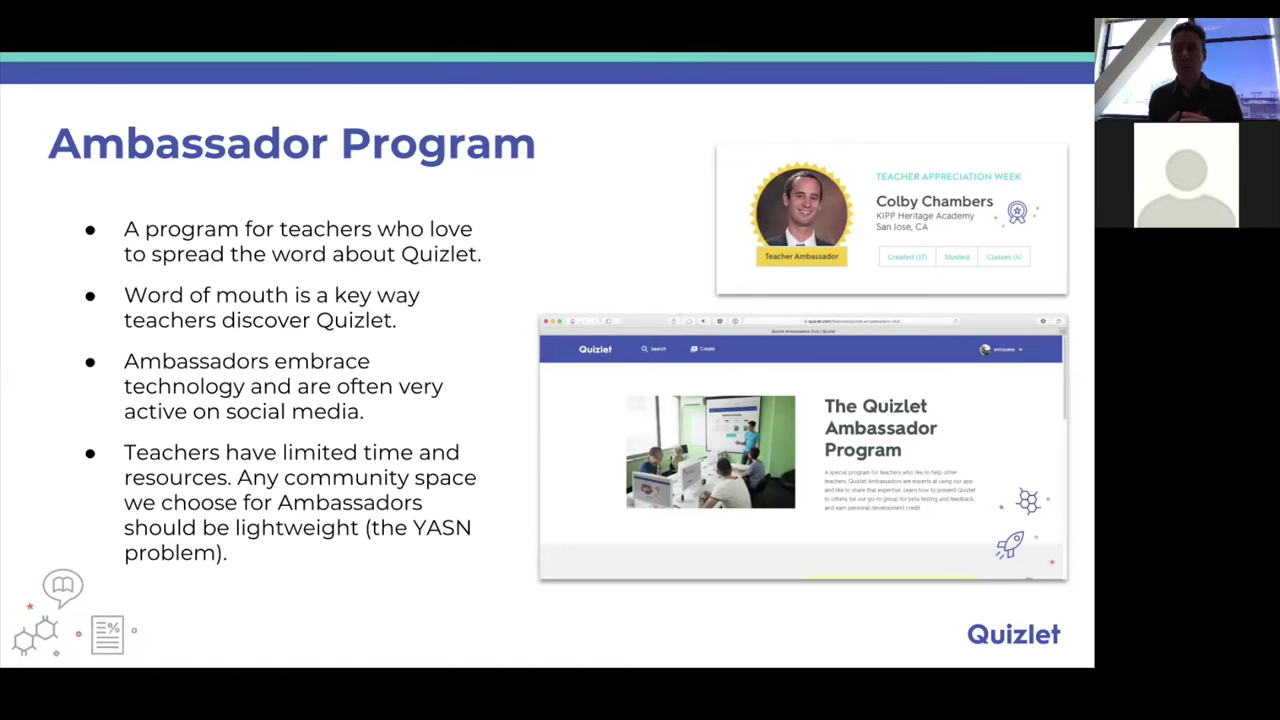 Ambassador Program
● A program for teachers who love
to spread the word about Quizlet.
● Word of mouth is a key way
teachers discover Quizlet.
● Ambassadors embrace
technology and are often very
active on social media.
● Teachers have limited time and
resources. Any community space
we choose for Ambassadors
should be lightweight (the YASN
problem).
TEACHER APPRECIATION WEEK
Colby Chambers
KIPP Heritage Academy
San Jose, CA
Teacher Ambassador
Created (17) Studied Classes (4)
Quizlet Search Create
The Quizlet
Ambassador
Program
A special program for teachers who like to help other
teachers. Quizlet Ambassadors are experts at using our app
and like to share that expertise. Learn how to present Quizlet
to others, be our go-to group for beta testing and feedback,
and earn personal development credit.
Quizlet